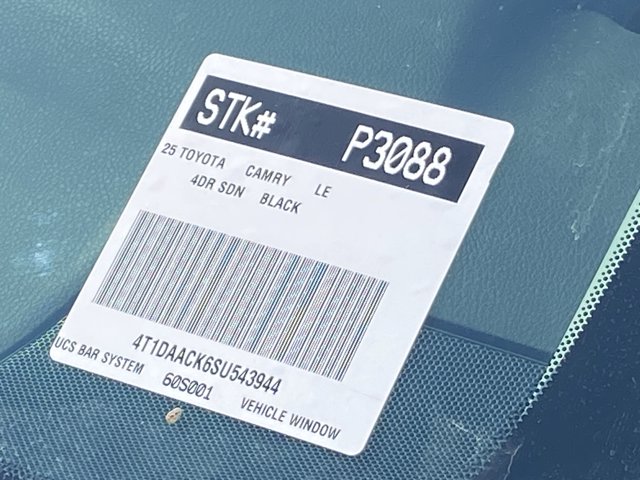 STK# P3088
25 TOYOTA CAMRY LE
4DR SDN BLACK
4T1DAACK6SU543944
UCS BAR SYSTEM 60S001 VEHICLE WINDOW